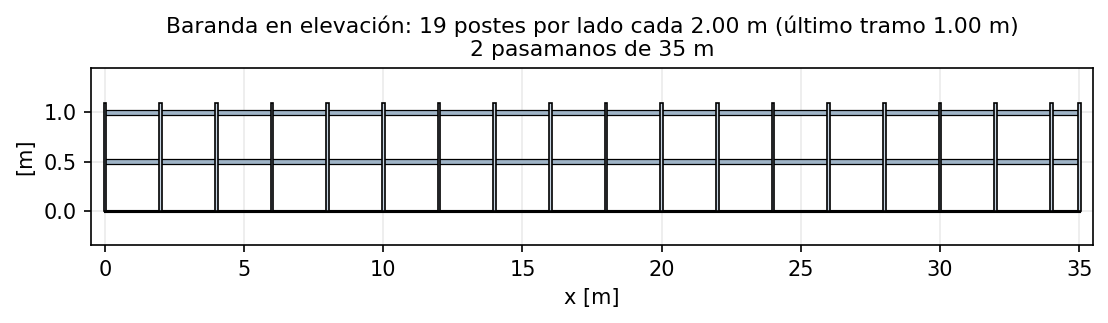 Baranda en elevación: 19 postes por lado cada 2.00 m (último tramo 1.00 m)
2 pasamanos de 35 m
[m]
1.0
0.5
0.0
0 5 10 15 20 25 30 35
x [m]